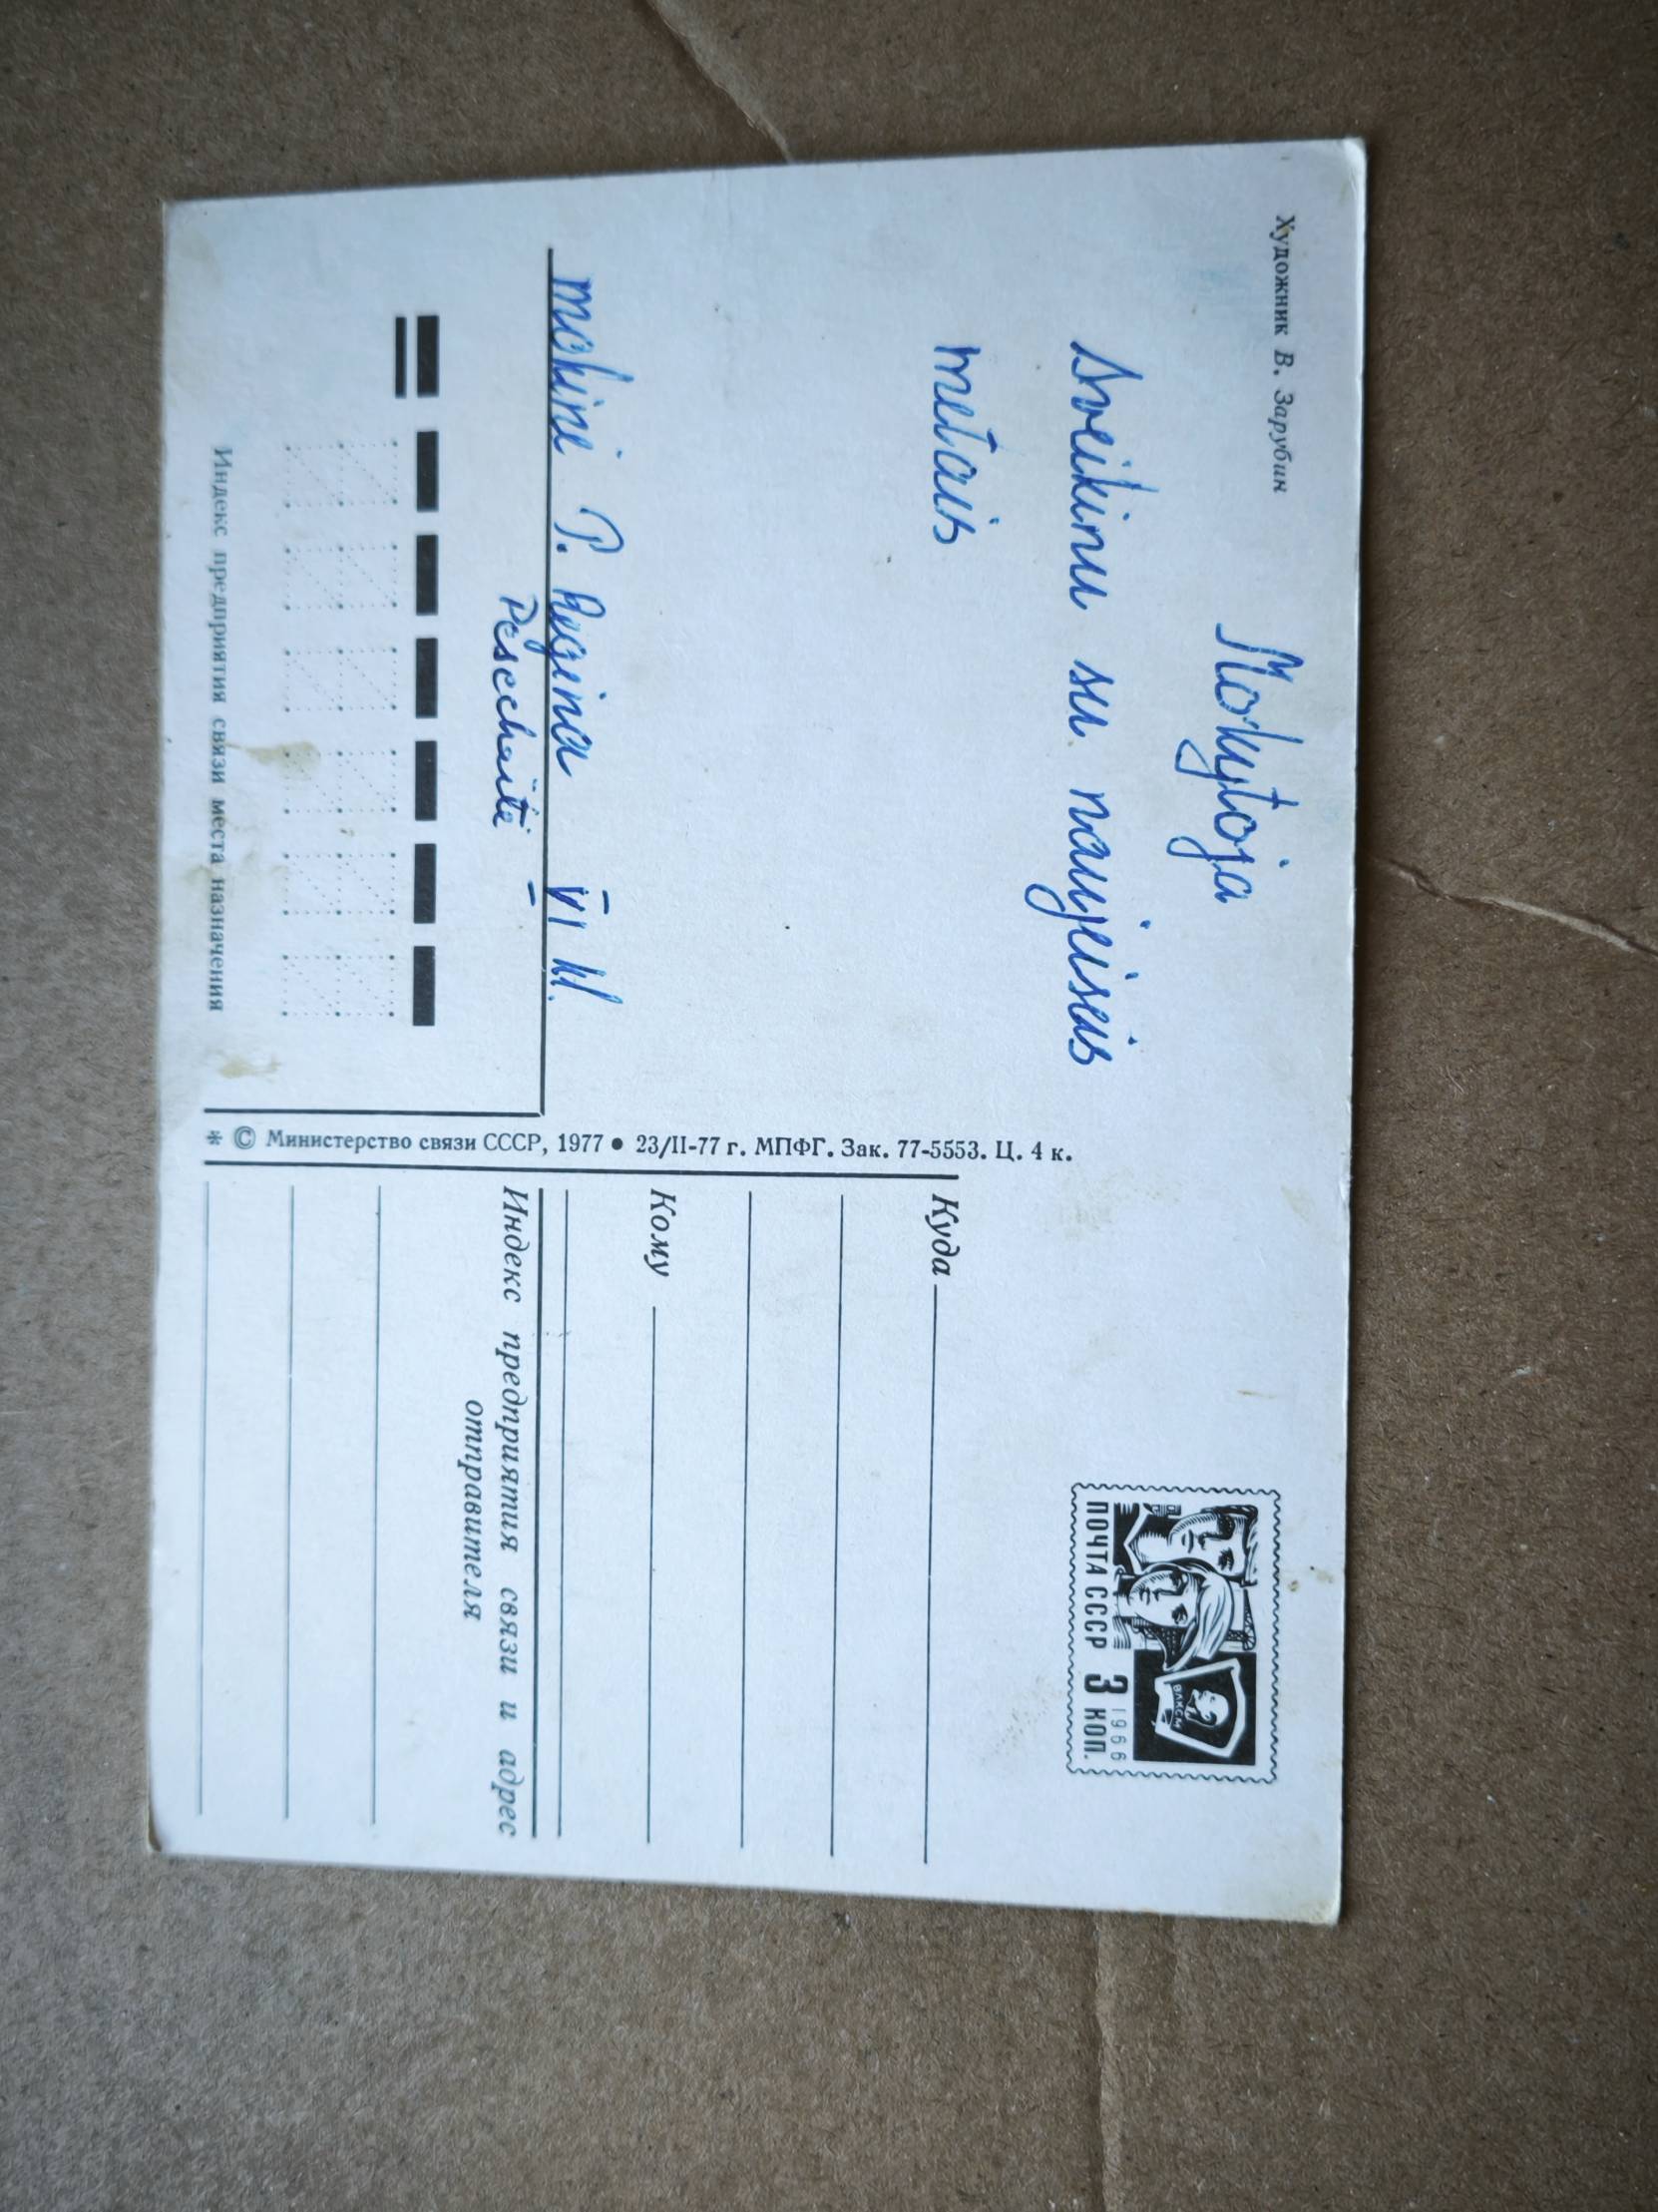 Художник В. Зарубин
Mokytoja
Sveikinu su naujaisiais
metais
mokinė P. Regina VI kl.
* © Министерство связи СССР, 1977 ● 23/II-77 г. МПФГ. Зак. 77-5553. Ц. 4 к.
Индекс предприятия связи места назначения
ВЛКСМ
1966
ПОЧТА СССР 3 КОП.
Куда
Кому
Индекс предприятия связи и адрес
отправителя